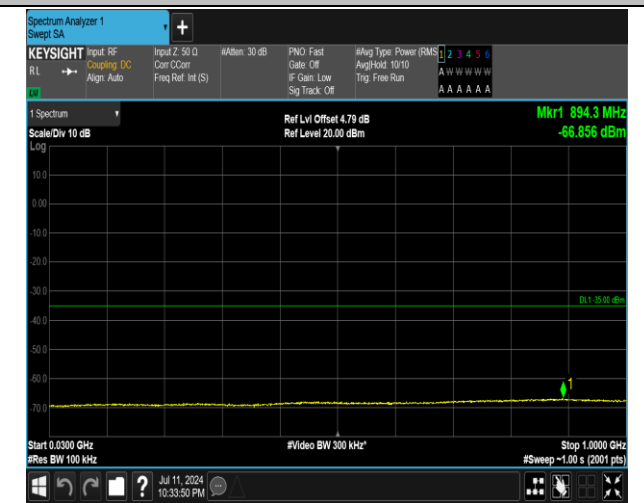 Spectrum Analyzer 1
Swept SA
+
KEYSIGHT Input: RF Input Z: 50 Ω #Atten: 30 dB PNO: Fast #Avg Type: Power (RMS 1 2 3 4 5 6
RL Coupling: DC Corr CCorr Gate: Off Avg|Hold: 10/10 A W W W W W
Align: Auto Freq Ref: Int (S) IF Gain: Low Trig: Free Run
Sig Track: Off A A A A A A
1 Spectrum Ref Lvl Offset 4.79 dB Mkr1 894.3 MHz
Scale/Div 10 dB Ref Level 20.00 dBm -66.856 dBm
Log
10.0
0.00
-10.0
-20.0
-30.0
DL1 -35.00 dBm
-40.0
-50.0
-60.0
1
-70.0
Start 0.0300 GHz #Video BW 300 kHz* Stop 1.0000 GHz
#Res BW 100 kHz #Sweep ~1.00 s (2001 pts)
? Jul 11, 2024
10:33:50 PM